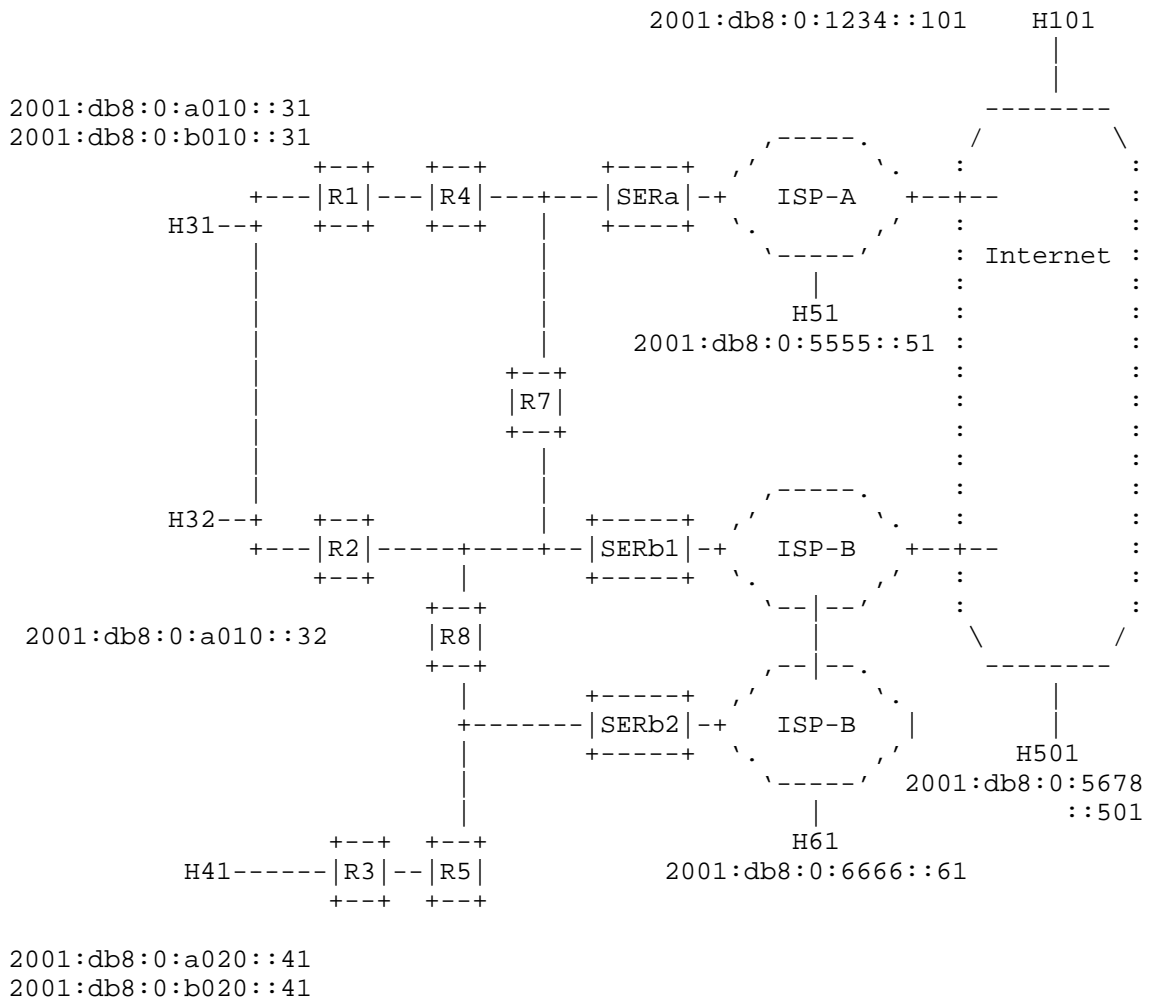 2001:db8:0:1234::101 H101
2001:db8:0:a010::31
2001:db8:0:b010::31
R1 R4 SERa ISP-A
H31
Internet
H51
2001:db8:0:5555::51
R7
H32
R2 SERb1 ISP-B
2001:db8:0:a010::32 R8
SERb2 ISP-B
H501
2001:db8:0:5678
::501
H61
H41 R3 R5 2001:db8:0:6666::61
2001:db8:0:a020::41
2001:db8:0:b020::41